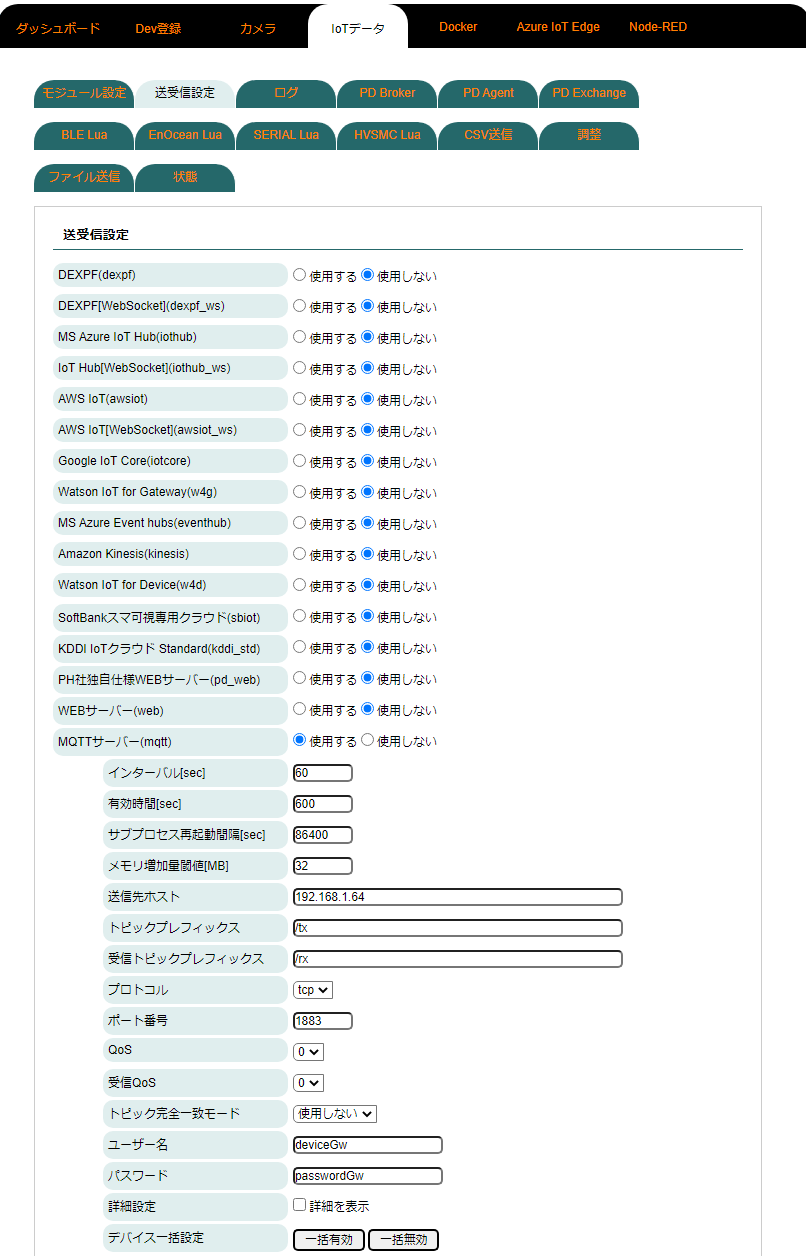 ダッシュボード Dev登録 カメラ IoTデータ Docker Azure IoT Edge Node-RED
モジュール設定 送受信設定 ログ PD Broker PD Agent PD Exchange
BLE Lua EnOcean Lua SERIAL Lua HVSMC Lua CSV送信 調整
ファイル送信 状態
送受信設定
DEXPF(dexpf) 使用する 使用しない
DEXPF[WebSocket](dexpf_ws) 使用する 使用しない
MS Azure IoT Hub(iothub) 使用する 使用しない
IoT Hub[WebSocket](iothub_ws) 使用する 使用しない
AWS IoT(awsiot) 使用する 使用しない
AWS IoT[WebSocket](awsiot_ws) 使用する 使用しない
Google IoT Core(iotcore) 使用する 使用しない
Watson IoT for Gateway(w4g) 使用する 使用しない
MS Azure Event hubs(eventhub) 使用する 使用しない
Amazon Kinesis(kinesis) 使用する 使用しない
Watson IoT for Device(w4d) 使用する 使用しない
SoftBankスマ可視専用クラウド(sbiot) 使用する 使用しない
KDDI IoTクラウド Standard(kddi_std) 使用する 使用しない
PH社独自仕様WEBサーバー(pd_web) 使用する 使用しない
WEBサーバー(web) 使用する 使用しない
MQTTサーバー(mqtt) 使用する 使用しない
インターバル[sec] 60
有効時間[sec] 600
サブプロセス再起動間隔[sec] 86400
メモリ増加量閾値[MB] 32
送信先ホスト 192.168.1.64
トピックプレフィックス /tx
受信トピックプレフィックス /rx
プロトコル tcp
ポート番号 1883
QoS 0
受信QoS 0
トピック完全一致モード 使用しない
ユーザー名 deviceGw
パスワード passwordGw
詳細設定 詳細を表示
デバイス一括設定 一括有効 一括無効